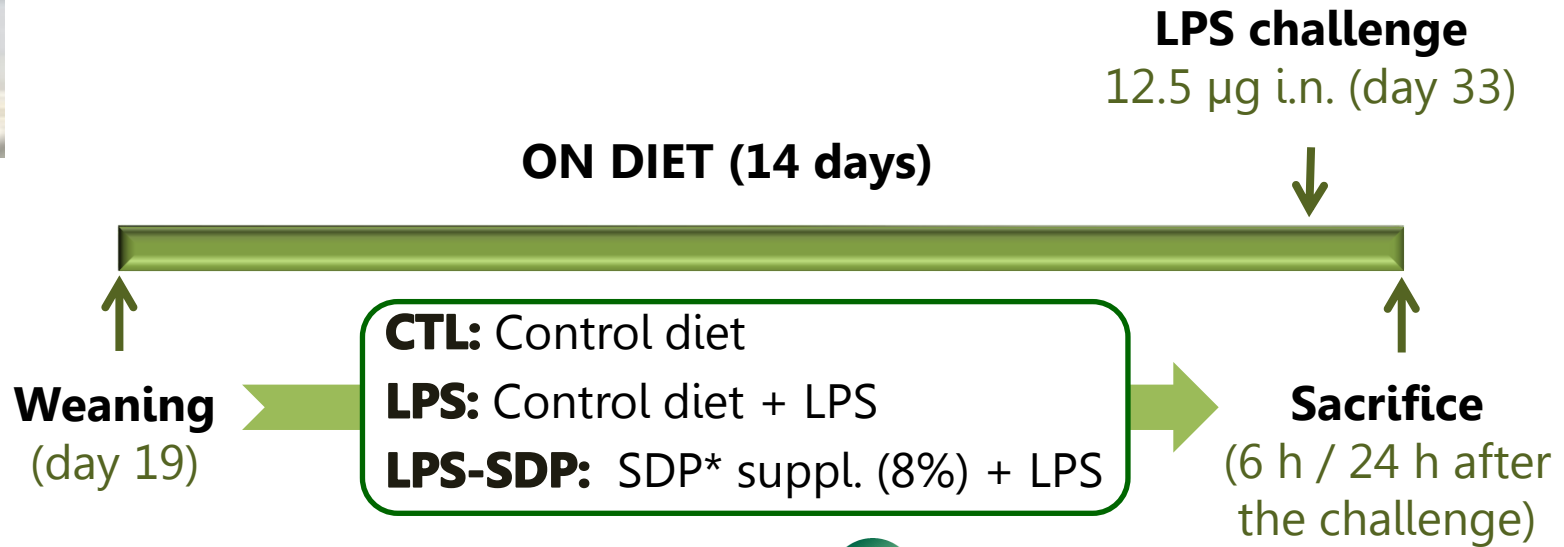 LPS challenge
12.5 µg i.n. (day 33)
ON DIET (14 days)
CTL: Control diet
LPS: Control diet + LPS
LPS-SDP: SDP* suppl. (8%) + LPS
Weaning
(day 19)
Sacrifice
(6 h / 24 h after
the challenge)